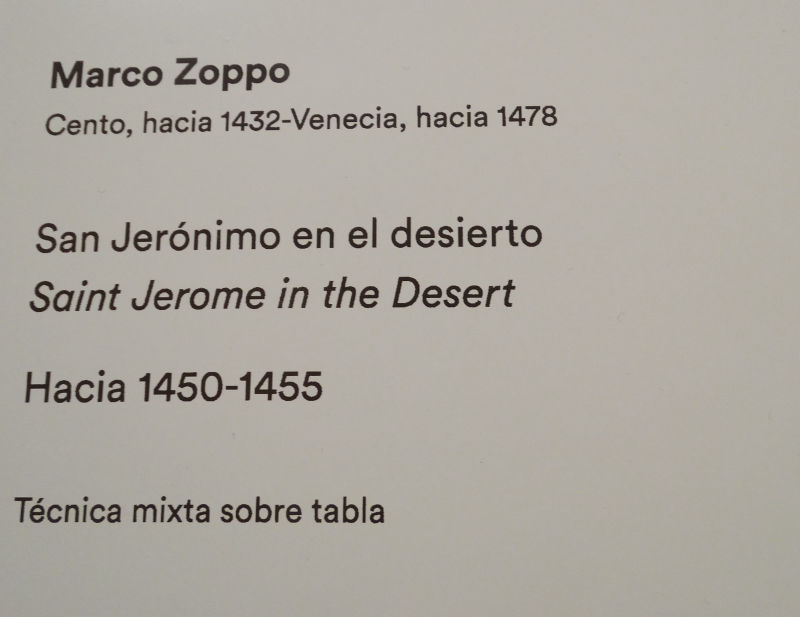 Marco Zoppo
Cento, hacia 1432-Venecia, hacia 1478
San Jerónimo en el desierto
Saint Jerome in the Desert
Hacia 1450-1455
Técnica mixta sobre tabla